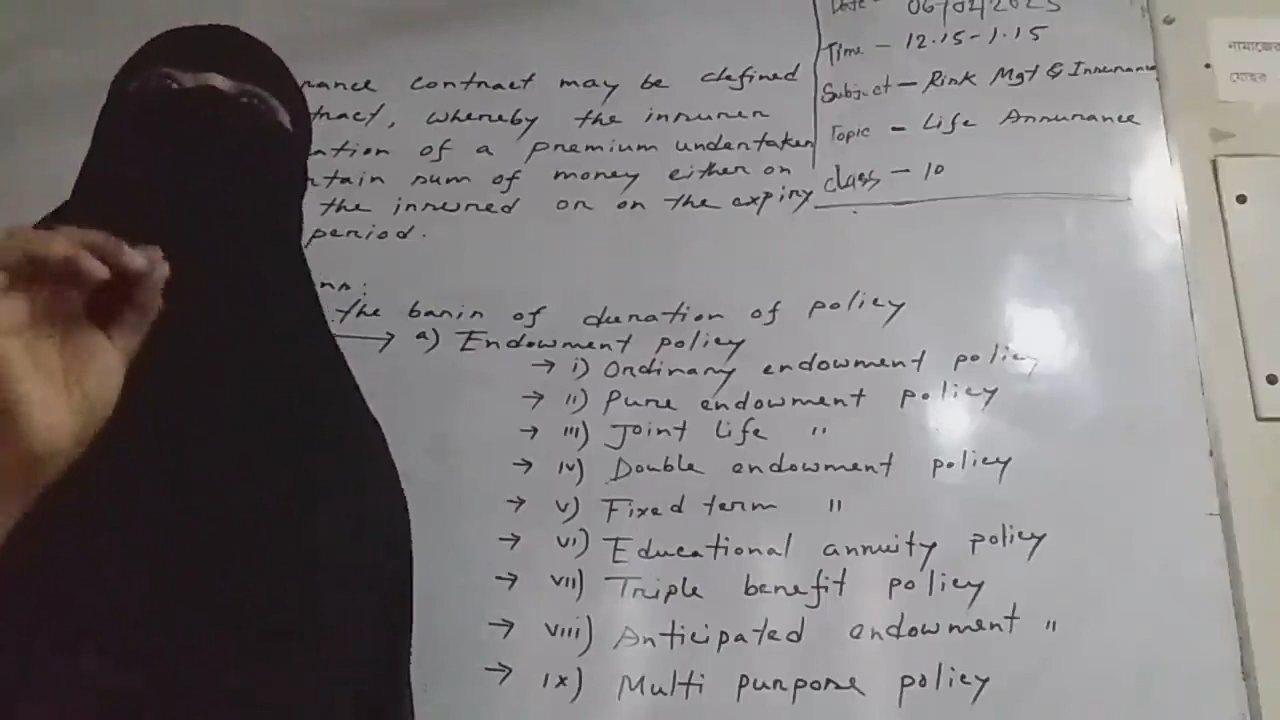 Time - 12.15-1.15
Subject - Risk Mgt & Insurance
Topic - Life Assurance
Class - 10
rance contract may be defined
tract, whereby the insurer
ation of a premium undertaken
rtain sum of money either on
the insured or on the expiry
period.
the basis of duration of policy
→ a) Endowment policy
→ i) Ordinary endowment policy
→ ii) Pure endowment policy
→ iii) Joint Life "
→ iv) Double endowment policy
→ v) Fixed term "
→ vi) Educational annuity policy
→ vii) Triple benefit policy
→ viii) Anticipated endowment "
→ ix) Multi purpose policy
নামাজের
যোহর